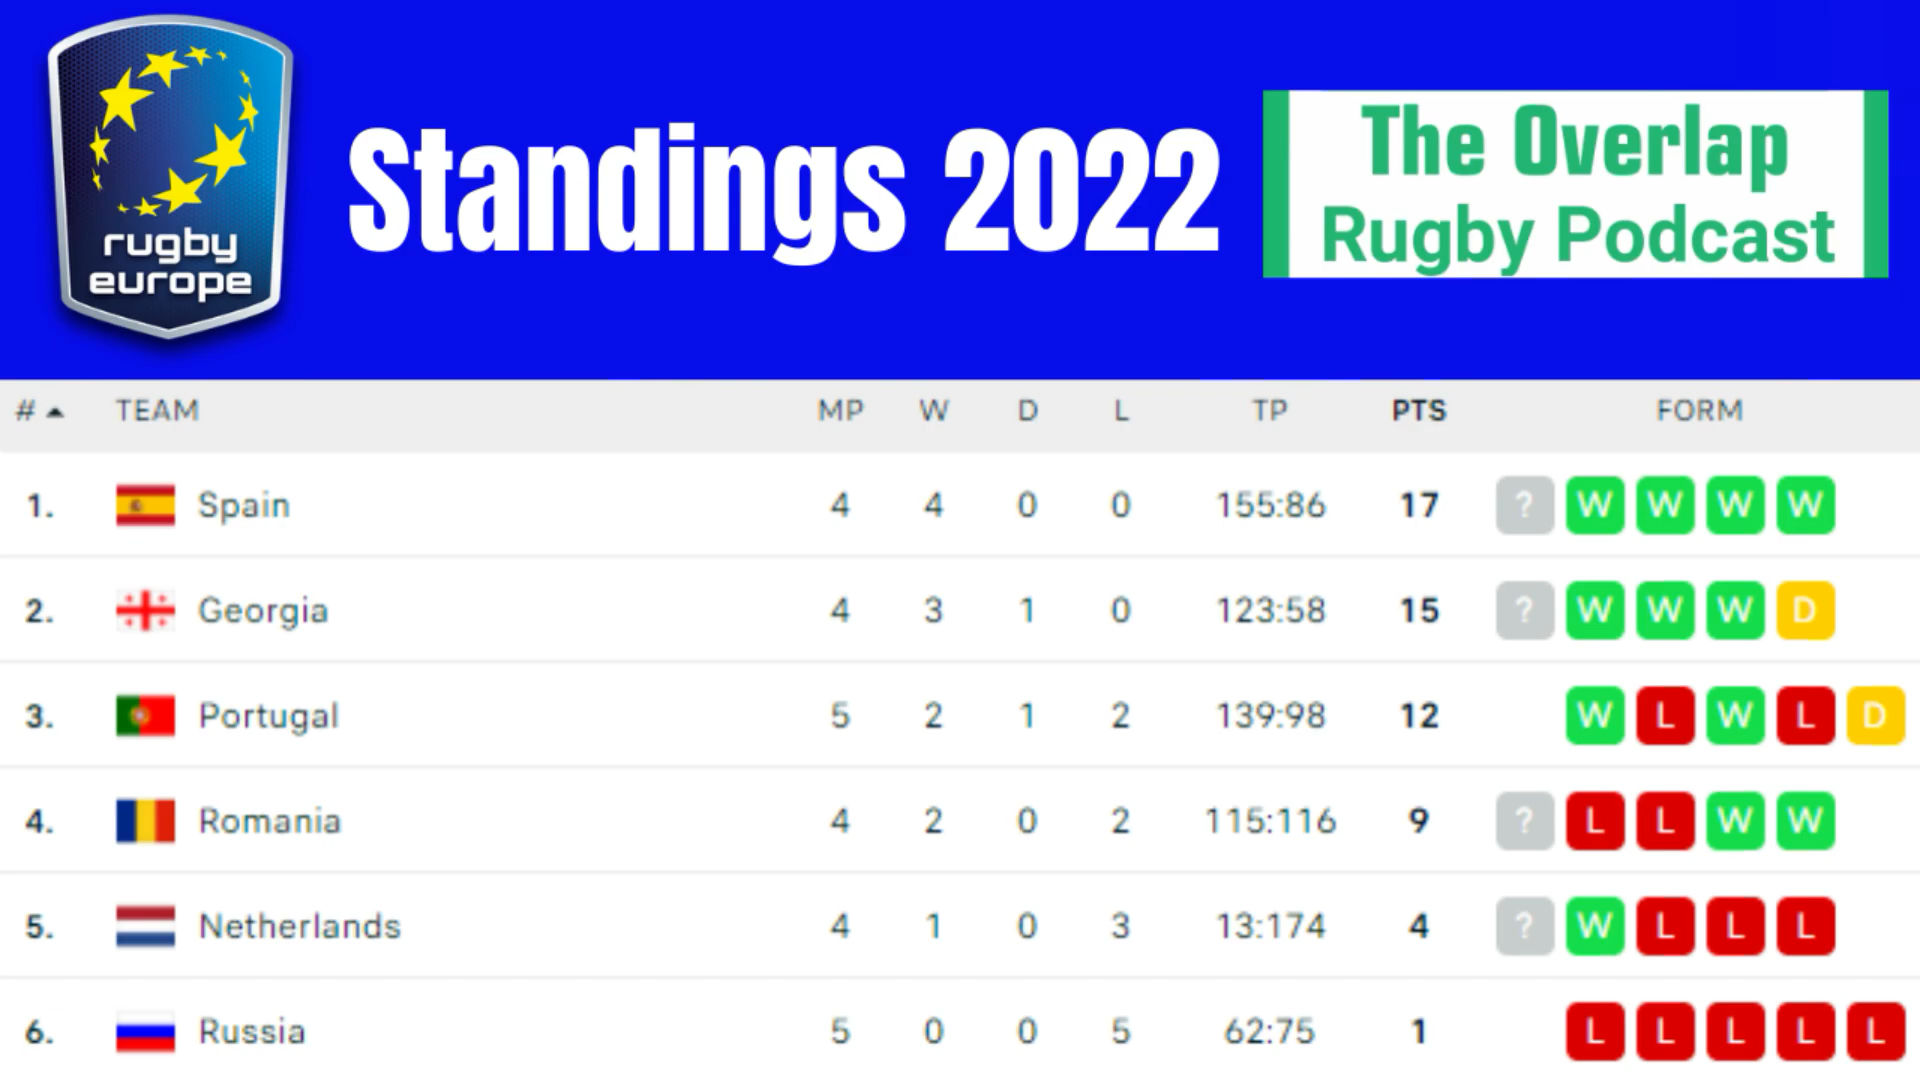 rugby
europe
Standings 2022
The Overlap
Rugby Podcast
# TEAM MP W D L TP PTS FORM
1. Spain 4 4 0 0 155:86 17 ? W W W W
2. Georgia 4 3 1 0 123:58 15 ? W W W D
3. Portugal 5 2 1 2 139:98 12 W L W L D
4. Romania 4 2 0 2 115:116 9 ? L L W W
5. Netherlands 4 1 0 3 13:174 4 ? W L L L
6. Russia 5 0 0 5 62:75 1 L L L L L